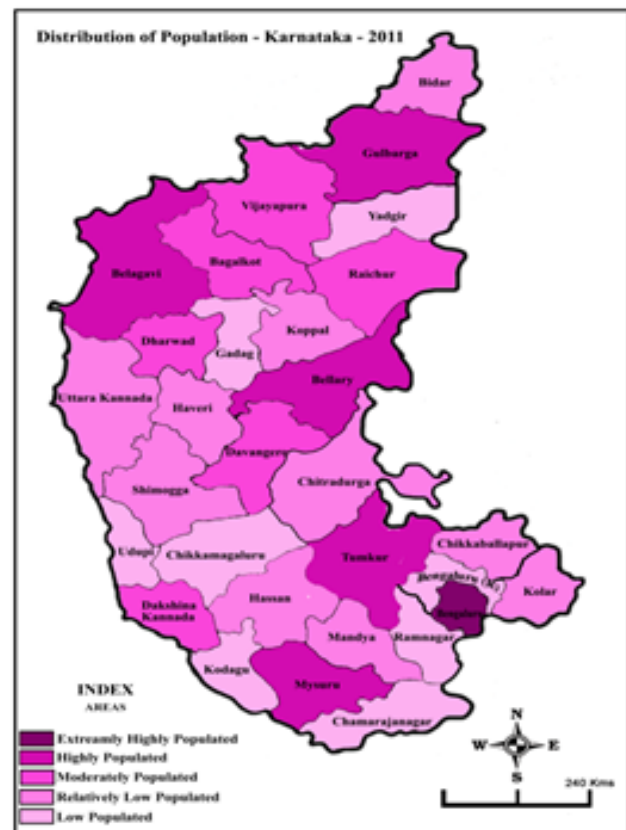 Distribution of Population - Karnataka - 2011
Bidar
Gulburga
Vijayapura
Yadgir
Belagavi
Bagalkot
Raichur
Dharwad
Gadag
Koppal
Bellary
Uttara Kannada
Haveri
Davangere
Chitradurga
Shimogga
Udupi
Chikkamagaluru
Tumkur
Chikkaballapur
Bengaluru
Kolar
Dakshina
Kannada
Hassan
Mandya
Ramnagar
Kodagu
Mysuru
Chamarajanagar
INDEX
AREAS
Extreamly Highly Populated
Highly Populated
Moderately Populated
Relatively Low Populated
Low Populated
N
W E
S
240 Kms